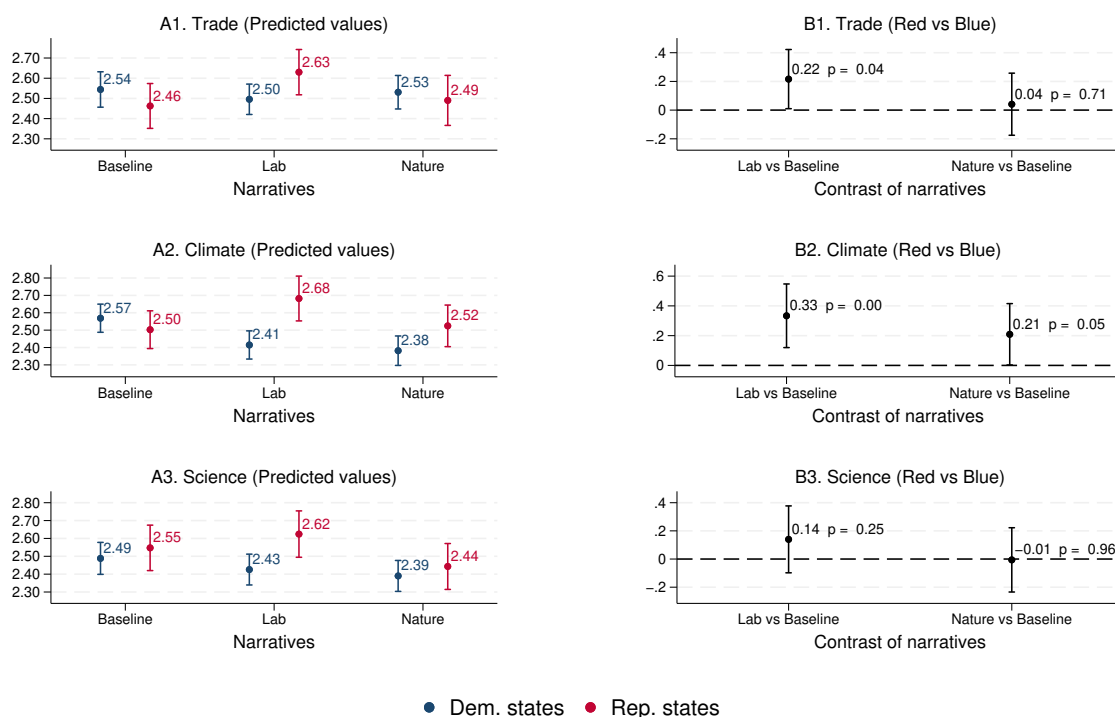 A1. Trade (Predicted values)
2.70
2.60
2.50
2.40
2.30
2.54
2.46
2.50
2.63
2.53
2.49
Baseline
Lab
Nature
Narratives
B1. Trade (Red vs Blue)
.4
.2
0
−.2
0.22 p = 0.04
0.04 p = 0.71
Lab vs Baseline
Nature vs Baseline
Contrast of narratives
A2. Climate (Predicted values)
2.80
2.70
2.60
2.50
2.40
2.30
2.57
2.50
2.41
2.68
2.38
2.52
Baseline
Lab
Nature
Narratives
B2. Climate (Red vs Blue)
.6
.4
.2
0
0.33 p = 0.00
0.21 p = 0.05
Lab vs Baseline
Nature vs Baseline
Contrast of narratives
A3. Science (Predicted values)
2.80
2.70
2.60
2.50
2.40
2.30
2.49
2.55
2.43
2.62
2.39
2.44
Baseline
Lab
Nature
Narratives
B3. Science (Red vs Blue)
.4
.2
0
−.2
0.14 p = 0.25
−0.01 p = 0.96
Lab vs Baseline
Nature vs Baseline
Contrast of narratives
Dem. states
Rep. states